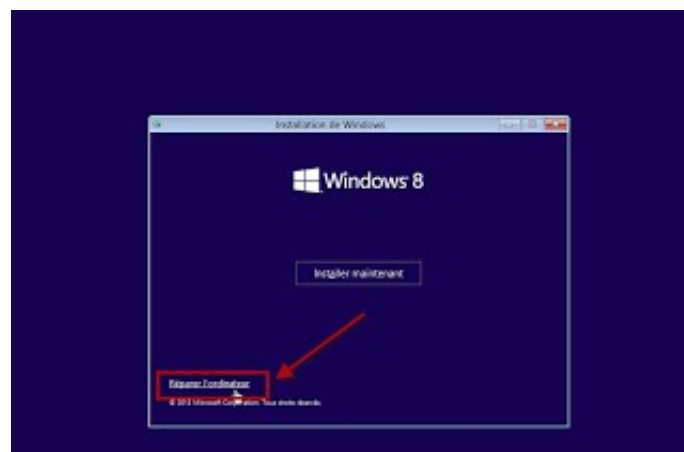 Installation de Windows
Windows 8
Installer maintenant
Réparer l'ordinateur
© 2012 Microsoft Corporation. Tous droits réservés.